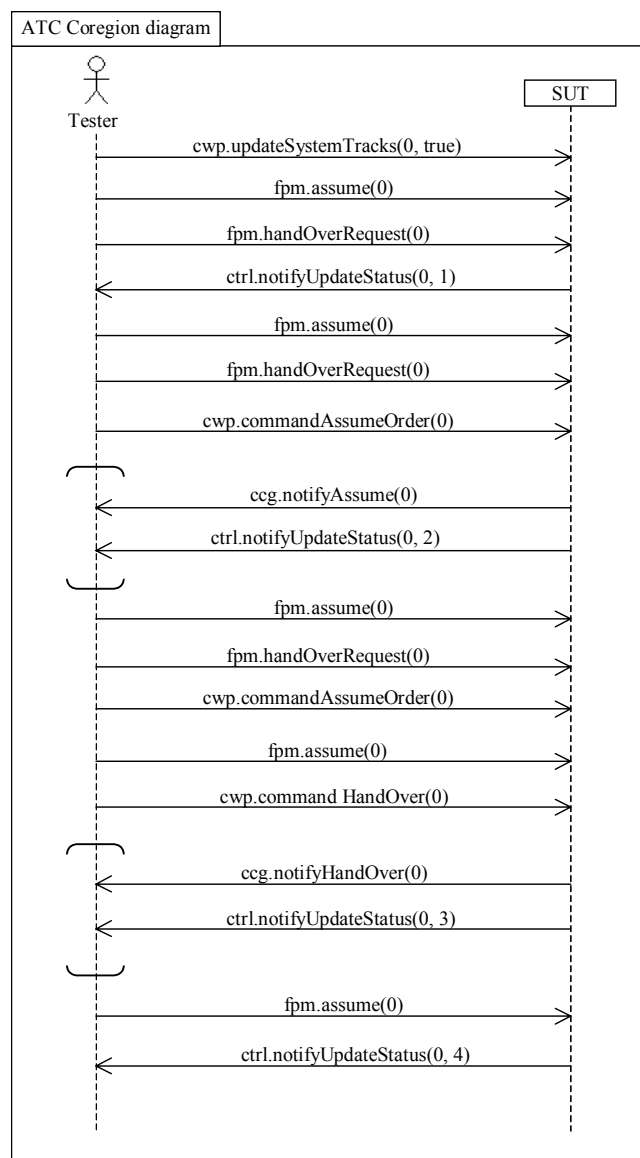 ATC Coregion diagram
SUT
Tester
cwp.updateSystemTracks(0, true)
fpm.assume(0)
fpm.handOverRequest(0)
ctrl.notifyUpdateStatus(0, 1)
fpm.assume(0)
fpm.handOverRequest(0)
cwp.commandAssumeOrder(0)
ccg.notifyAssume(0)
ctrl.notifyUpdateStatus(0, 2)
fpm.assume(0)
fpm.handOverRequest(0)
cwp.commandAssumeOrder(0)
fpm.assume(0)
cwp.command HandOver(0)
ccg.notifyHandOver(0)
ctrl.notifyUpdateStatus(0, 3)
fpm.assume(0)
ctrl.notifyUpdateStatus(0, 4)